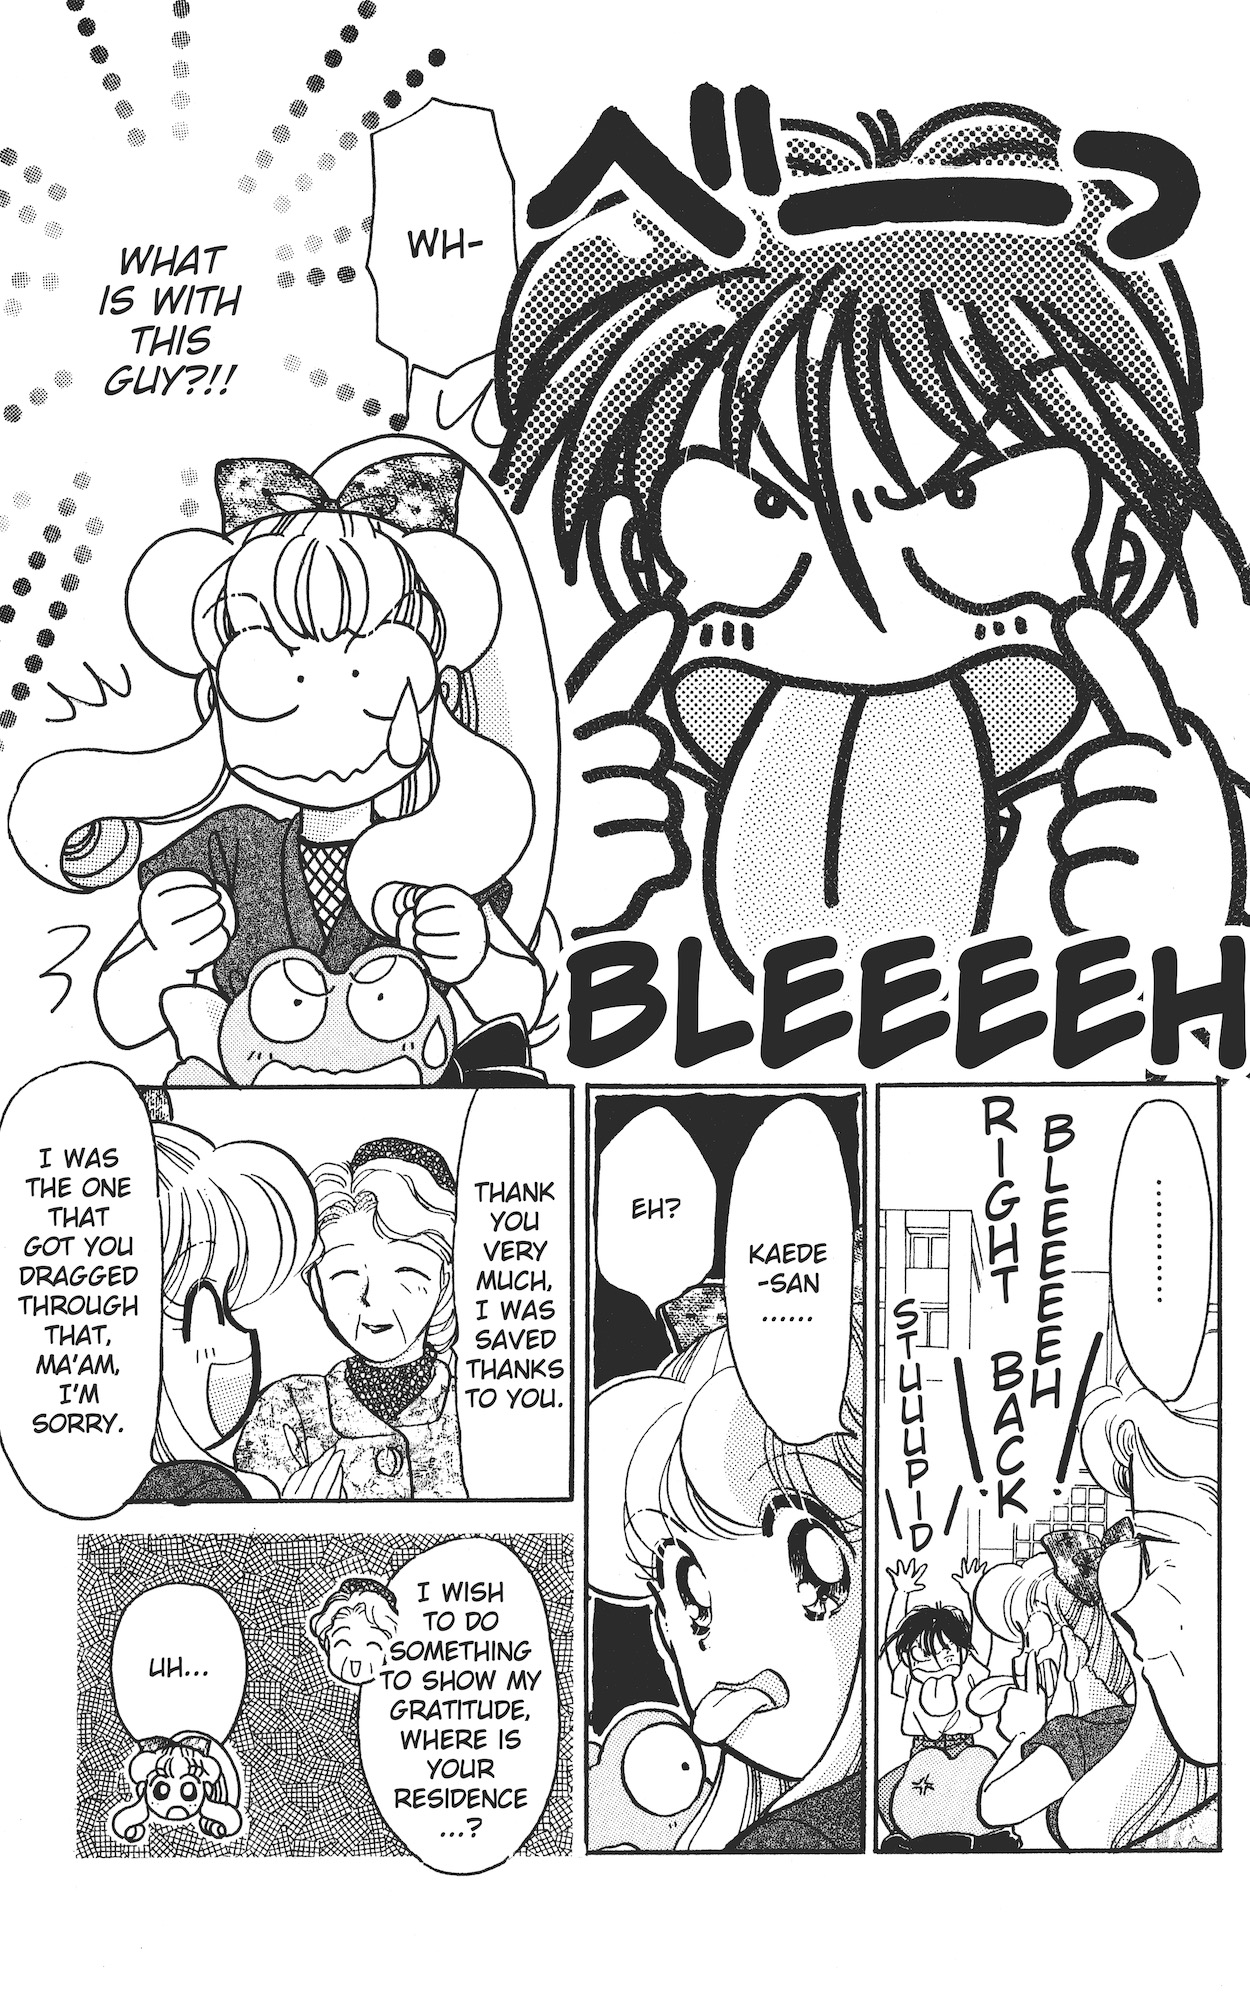 ベーっ
BLEEEEH
WH-
WHAT
IS WITH
THIS
GUY?!!
............
BLEEEEEH
RIGHT BACK
STUUUPID
KAEDE
-SAN
......
EH?
THANK
YOU
VERY
MUCH,
I WAS
SAVED
THANKS
TO YOU.
I WAS
THE ONE
THAT
GOT YOU
DRAGGED
THROUGH
THAT,
MA'AM,
I'M
SORRY.
I WISH
TO DO
SOMETHING
TO SHOW MY
GRATITUDE,
WHERE IS
YOUR
RESIDENCE
...?
UH...